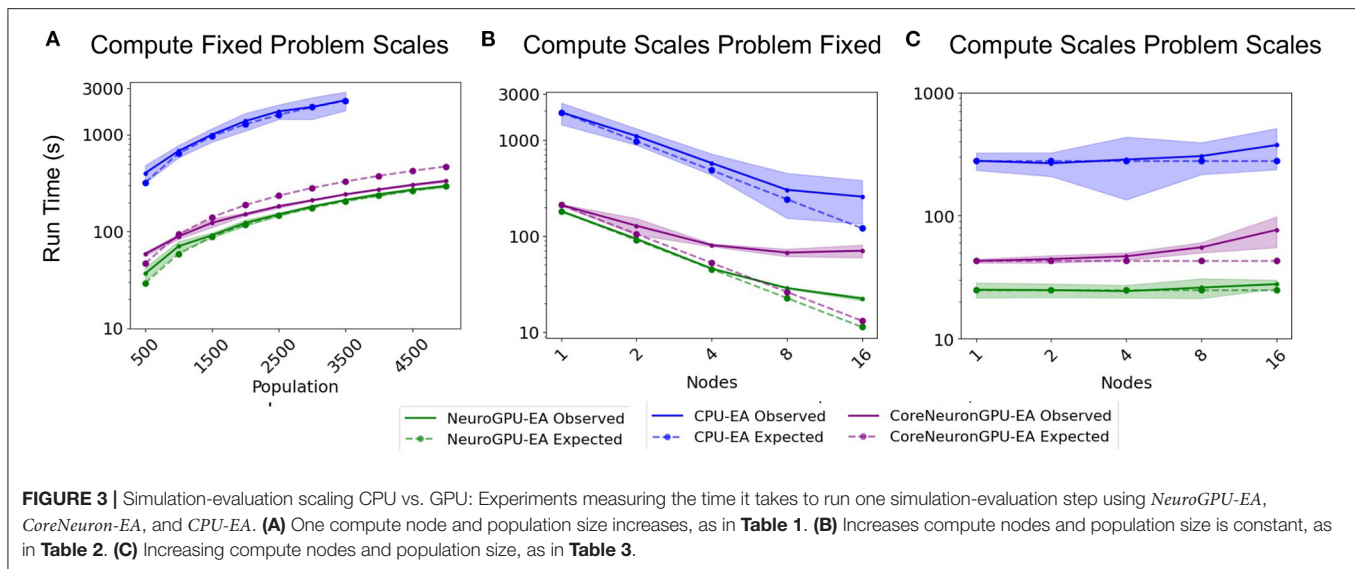 A Compute Fixed Problem Scales
B Compute Scales Problem Fixed
C Compute Scales Problem Scales
Run Time (s)
3000
1000
100
10
500
1500
2500
3500
4500
Population
3000
1000
100
10
1
2
4
8
16
Nodes
1000
100
10
1
2
4
8
16
Nodes
NeuroGPU-EA Observed
NeuroGPU-EA Expected
CPU-EA Observed
CPU-EA Expected
CoreNeuronGPU-EA Observed
CoreNeuronGPU-EA Expected
FIGURE 3 | Simulation-evaluation scaling CPU vs. GPU: Experiments measuring the time it takes to run one simulation-evaluation step using NeuroGPU-EA,
CoreNeuron-EA, and CPU-EA. (A) One compute node and population size increases, as in Table 1. (B) Increases compute nodes and population size is constant, as
in Table 2. (C) Increasing compute nodes and population size, as in Table 3.